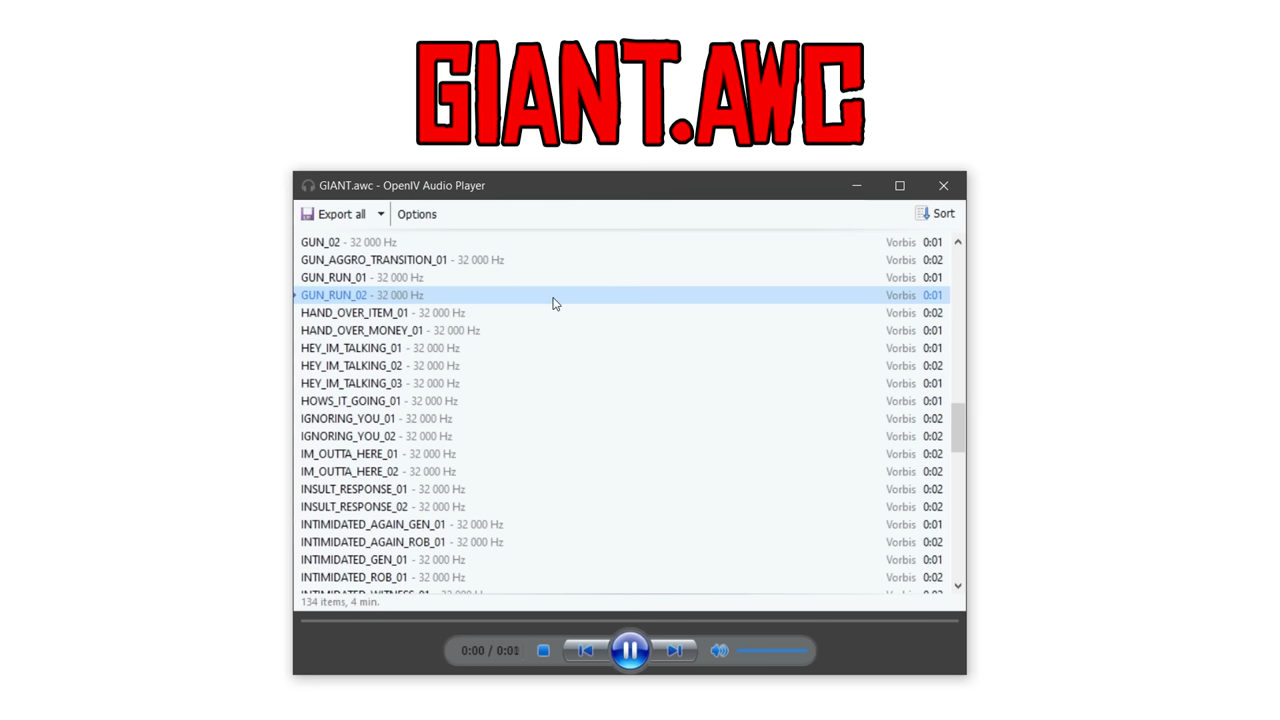 GIANT.AWC
GIANT.awc - OpenIV Audio Player
Export all Options Sort
GUN_02 - 32 000 Hz Vorbis 0:01
GUN_AGGRO_TRANSITION_01 - 32 000 Hz Vorbis 0:02
GUN_RUN_01 - 32 000 Hz Vorbis 0:01
GUN_RUN_02 - 32 000 Hz Vorbis 0:01
HAND_OVER_ITEM_01 - 32 000 Hz Vorbis 0:02
HAND_OVER_MONEY_01 - 32 000 Hz Vorbis 0:01
HEY_IM_TALKING_01 - 32 000 Hz Vorbis 0:01
HEY_IM_TALKING_02 - 32 000 Hz Vorbis 0:02
HEY_IM_TALKING_03 - 32 000 Hz Vorbis 0:01
HOWS_IT_GOING_01 - 32 000 Hz Vorbis 0:01
IGNORING_YOU_01 - 32 000 Hz Vorbis 0:02
IGNORING_YOU_02 - 32 000 Hz Vorbis 0:02
IM_OUTTA_HERE_01 - 32 000 Hz Vorbis 0:02
IM_OUTTA_HERE_02 - 32 000 Hz Vorbis 0:02
INSULT_RESPONSE_01 - 32 000 Hz Vorbis 0:02
INSULT_RESPONSE_02 - 32 000 Hz Vorbis 0:02
INTIMIDATED_AGAIN_GEN_01 - 32 000 Hz Vorbis 0:01
INTIMIDATED_AGAIN_ROB_01 - 32 000 Hz Vorbis 0:02
INTIMIDATED_GEN_01 - 32 000 Hz Vorbis 0:01
INTIMIDATED_ROB_01 - 32 000 Hz Vorbis 0:02
134 items, 4 min.
0:00 / 0:01